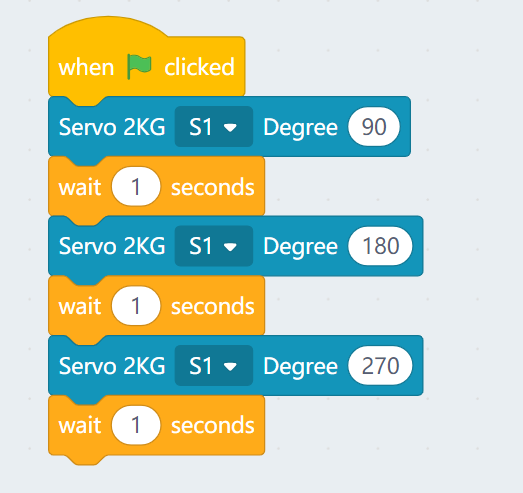 when clicked
Servo 2KG S1 Degree 90
wait 1 seconds
Servo 2KG S1 Degree 180
wait 1 seconds
Servo 2KG S1 Degree 270
wait 1 seconds